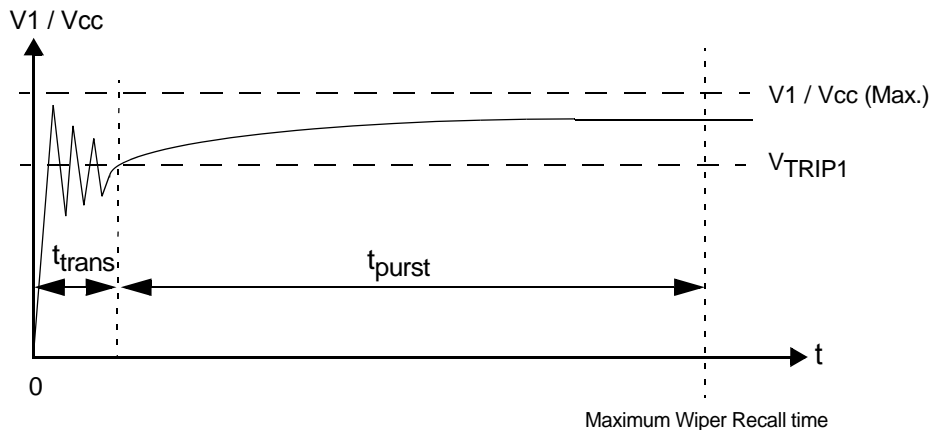 V1 / Vcc
V1 / Vcc (Max.)
VTRIP1
ttrans
tpurst
t
0
Maximum Wiper Recall time